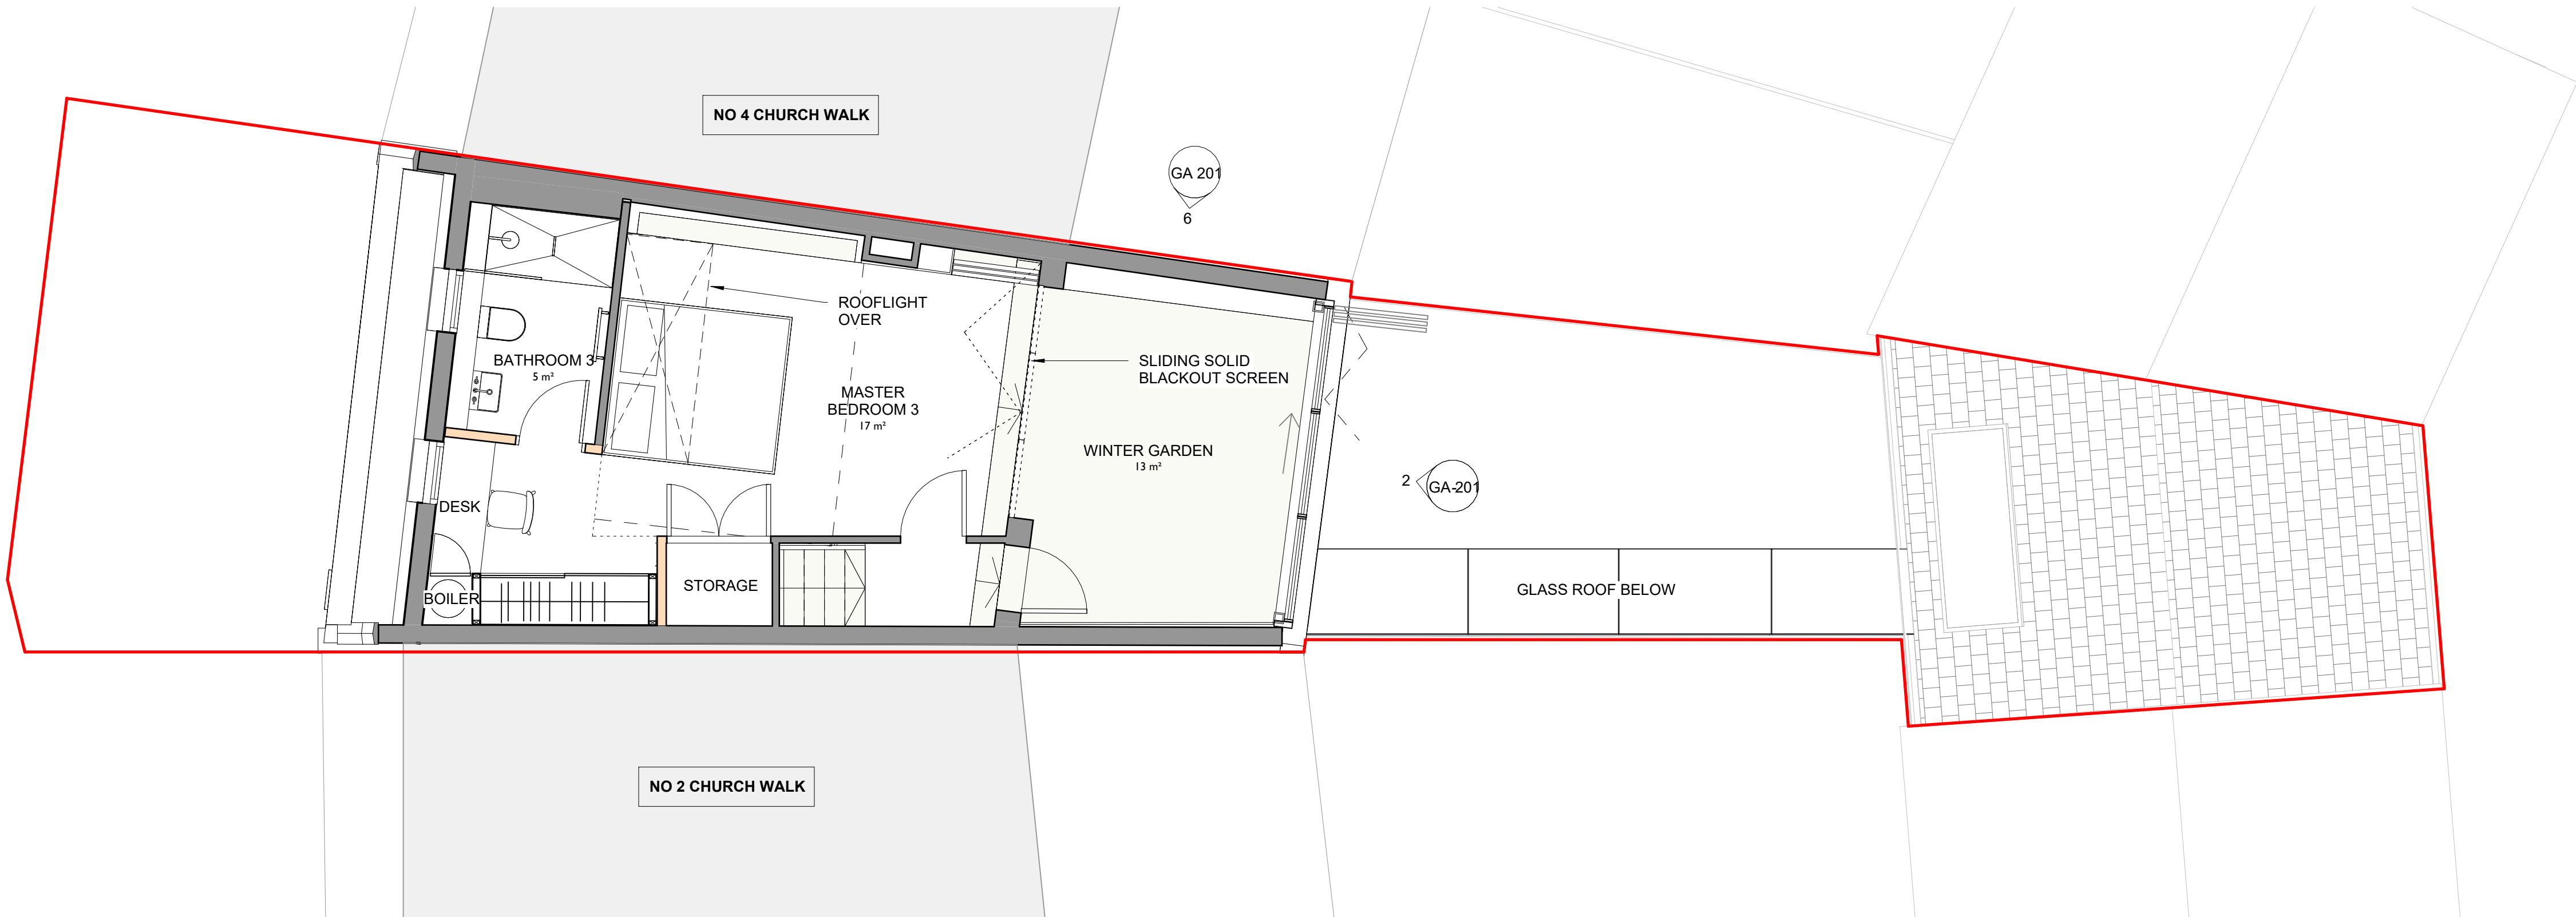 NO 4 CHURCH WALK
GA 201
6
ROOFLIGHT
OVER
BATHROOM 3
5 m²
SLIDING SOLID
BLACKOUT SCREEN
MASTER
BEDROOM 3
17 m²
WINTER GARDEN
13 m²
2
GA-201
DESK
STORAGE
BOILER
GLASS ROOF BELOW
NO 2 CHURCH WALK